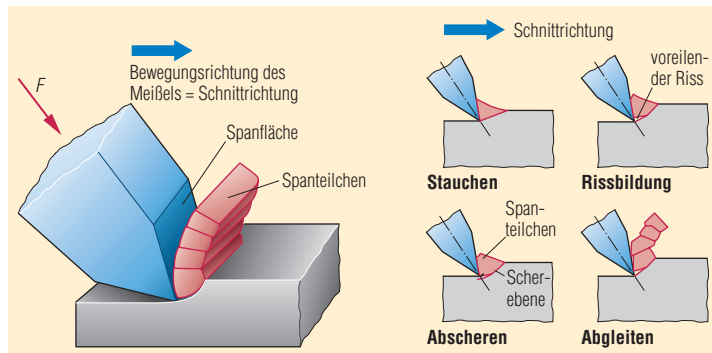 F
Bewegungsrichtung des
Meißels = Schnittrichtung
Spanfläche
Spanteilchen
Schnittrichtung
voreilen-
der Riss
Stauchen
Rissbildung
Span-
teilchen
Scher-
ebene
Abscheren
Abgleiten